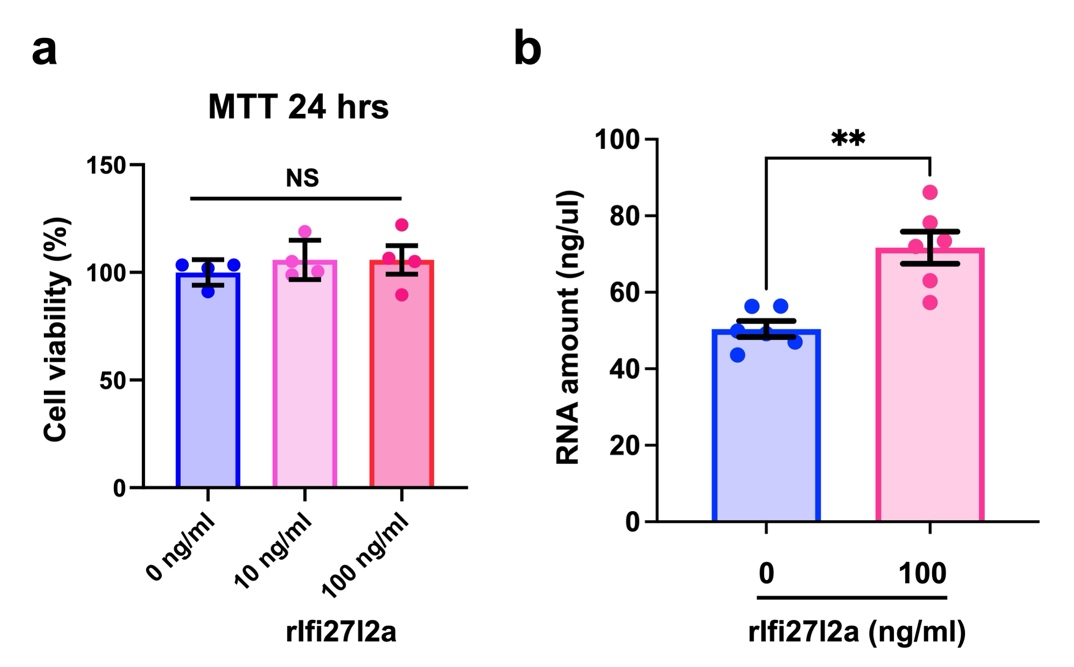 a
MTT 24 hrs
Cell viability (%)
150
100
50
0
NS
0 ng/ml
10 ng/ml
100 ng/ml
rIfi27l2a
b
RNA amount (ng/ul)
100
80
60
40
20
0
**
0
100
rIfi27l2a (ng/ml)